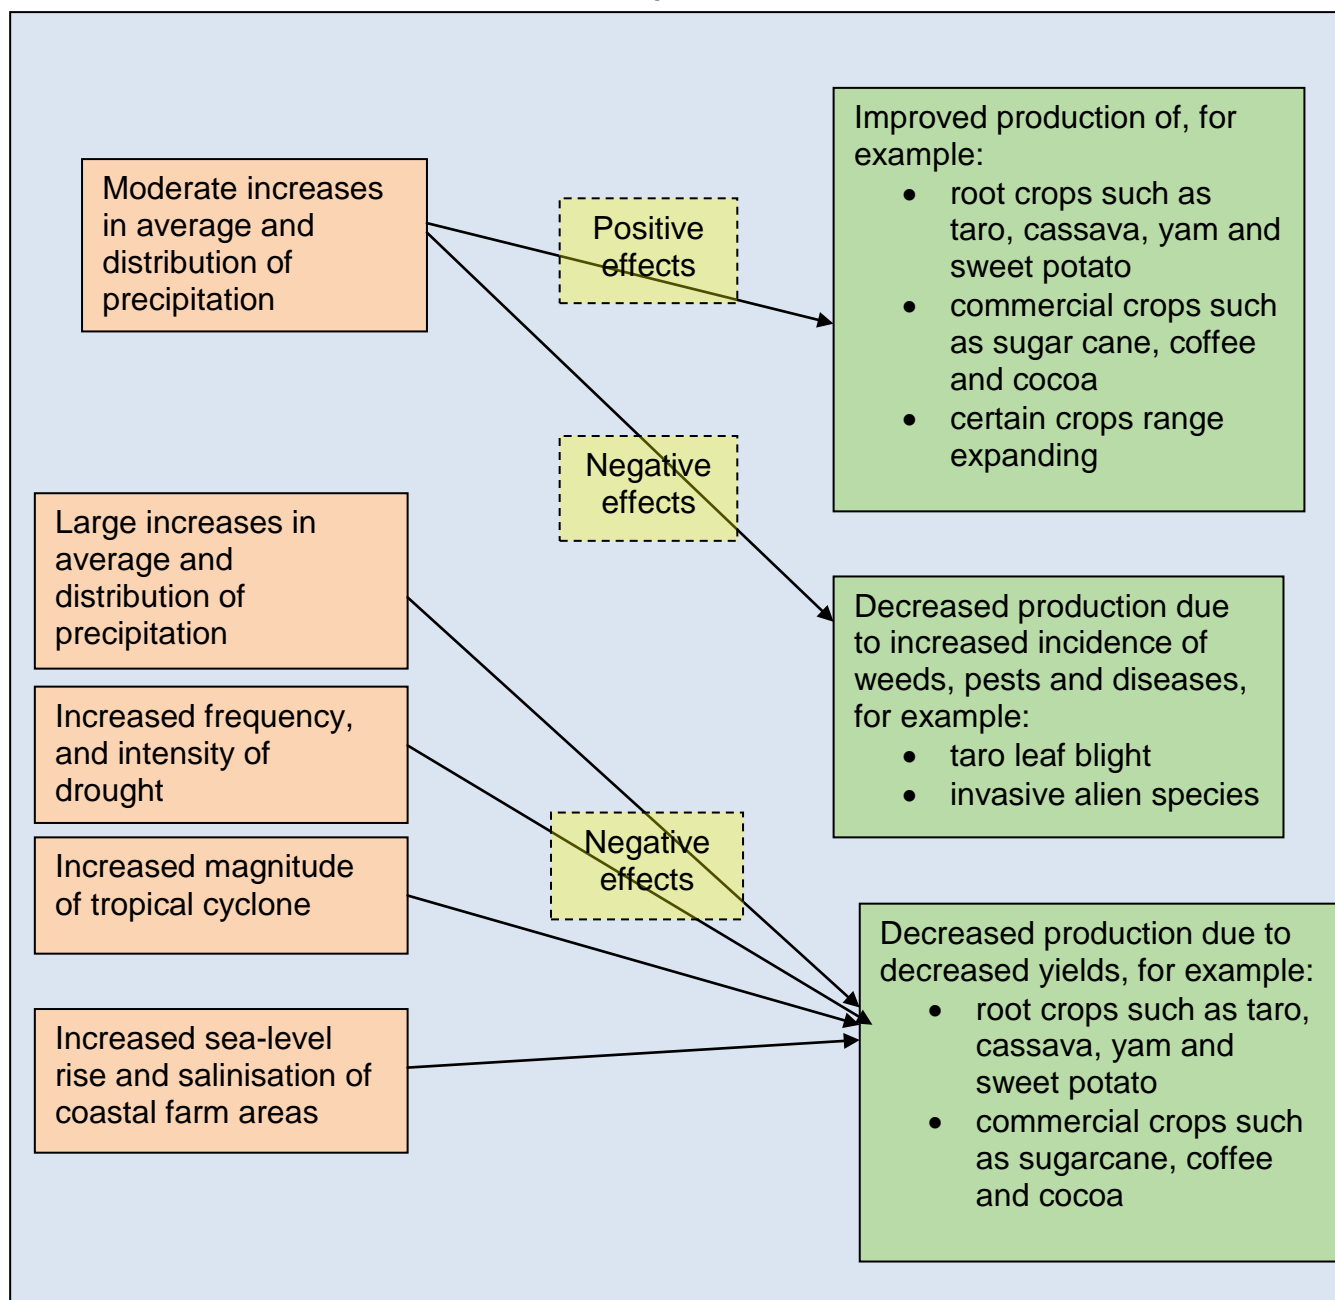 Moderate increases
in average and
distribution of
precipitation
Positive
effects
Improved production of, for
example:
• root crops such as
taro, cassava, yam and
sweet potato
• commercial crops such
as sugar cane, coffee
and cocoa
• certain crops range
expanding
Negative
effects
Large increases in
average and
distribution of
precipitation
Decreased production due
to increased incidence of
weeds, pests and diseases,
for example:
• taro leaf blight
• invasive alien species
Increased frequency,
and intensity of
drought
Increased magnitude
of tropical cyclone
Negative
effects
Increased sea-level
rise and salinisation of
coastal farm areas
Decreased production due to
decreased yields, for example:
• root crops such as taro,
cassava, yam and
sweet potato
• commercial crops such
as sugarcane, coffee
and cocoa